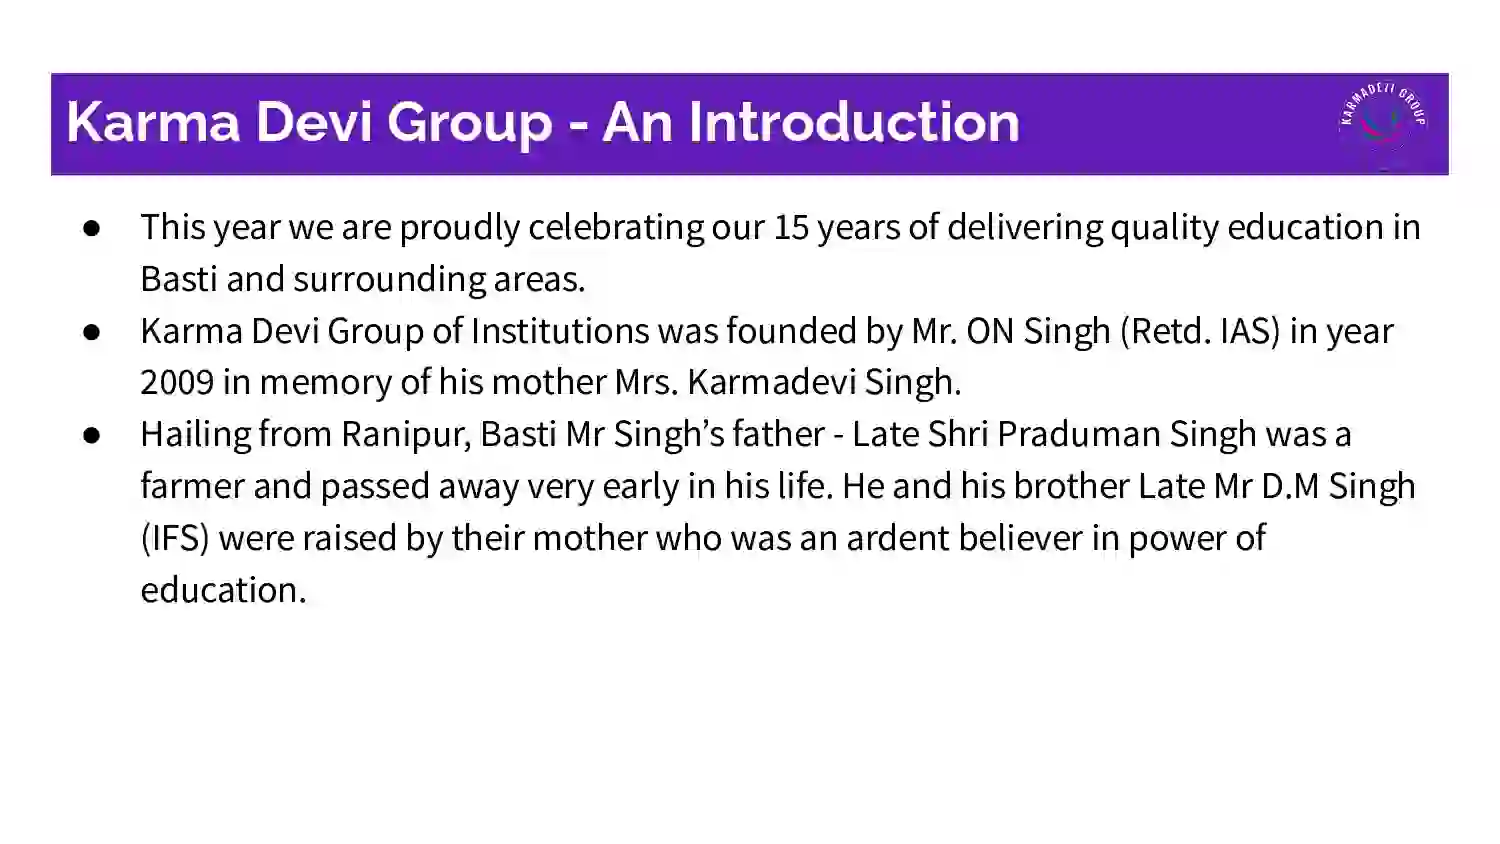 Karma Devi Group - An Introduction
KARMADEVI GROUP
● This year we are proudly celebrating our 15 years of delivering quality education in
Basti and surrounding areas.
● Karma Devi Group of Institutions was founded by Mr. ON Singh (Retd. IAS) in year
2009 in memory of his mother Mrs. Karmadevi Singh.
● Hailing from Ranipur, Basti Mr Singh’s father - Late Shri Praduman Singh was a
farmer and passed away very early in his life. He and his brother Late Mr D.M Singh
(IFS) were raised by their mother who was an ardent believer in power of
education.